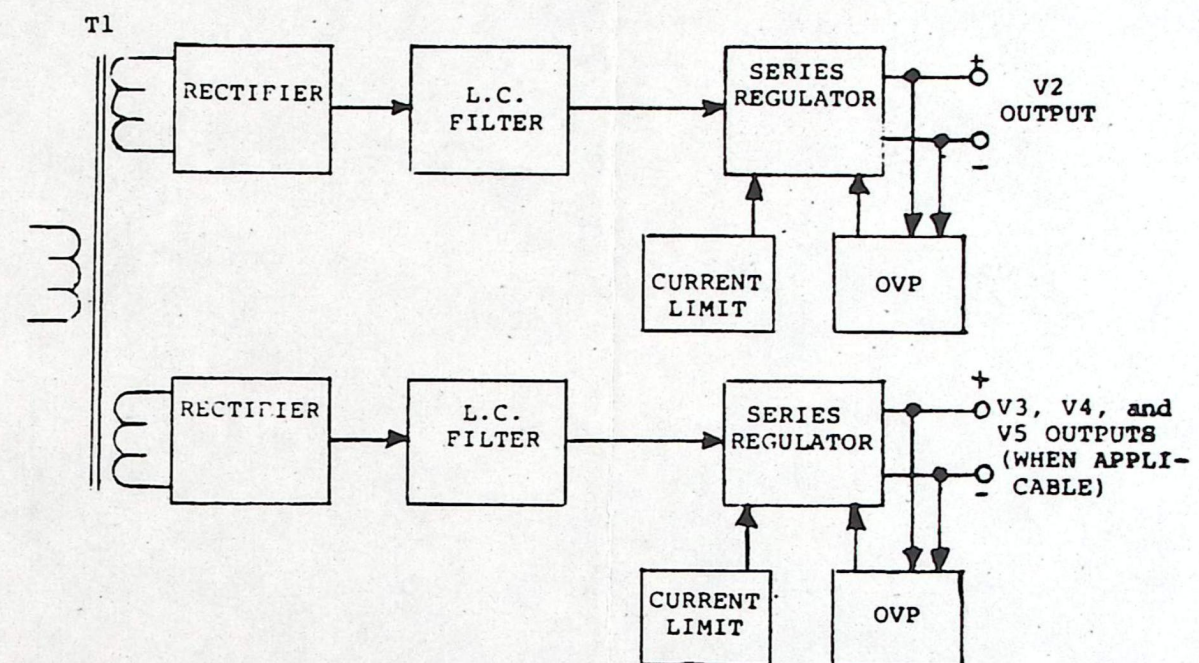 T1
RECTIFIER
L.C.
FILTER
SERIES
REGULATOR
+
V2
OUTPUT
-
CURRENT
LIMIT
OVP
RECTIFIER
L.C.
FILTER
SERIES
REGULATOR
+
V3, V4, and
V5 OUTPUTS
(WHEN APPLI-
CABLE)
-
CURRENT
LIMIT
OVP